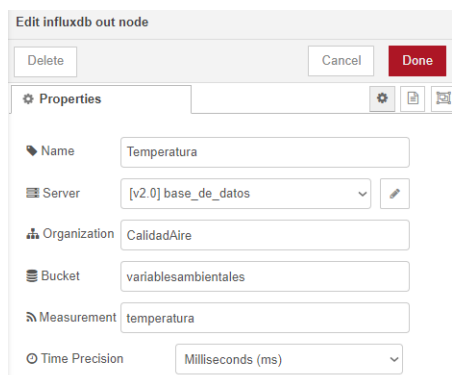 Edit influxdb out node
Delete Cancel Done
Properties
Name Temperatura
Server [v2.0] base_de_datos
Organization CalidadAire
Bucket variablesambientales
Measurement temperatura
Time Precision Milliseconds (ms)